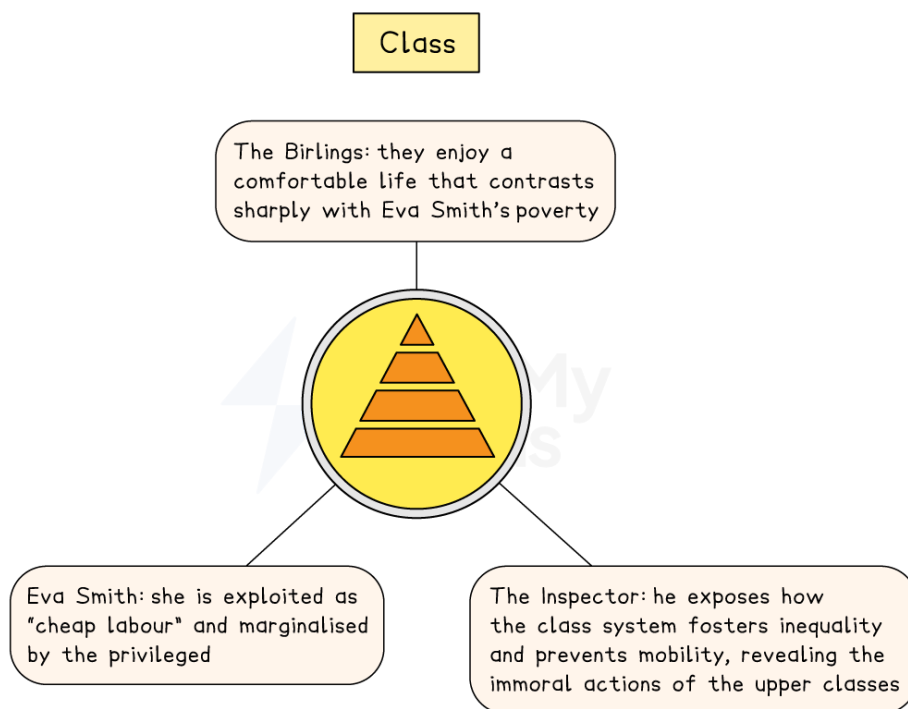 Class
The Birlings: they enjoy a
comfortable life that contrasts
sharply with Eva Smith's poverty
My
Eva Smith: she is exploited as
"cheap labour" and marginalised
by the privileged
The Inspector: he exposes how
the class system fosters inequality
and prevents mobility, revealing the
immoral actions of the upper classes